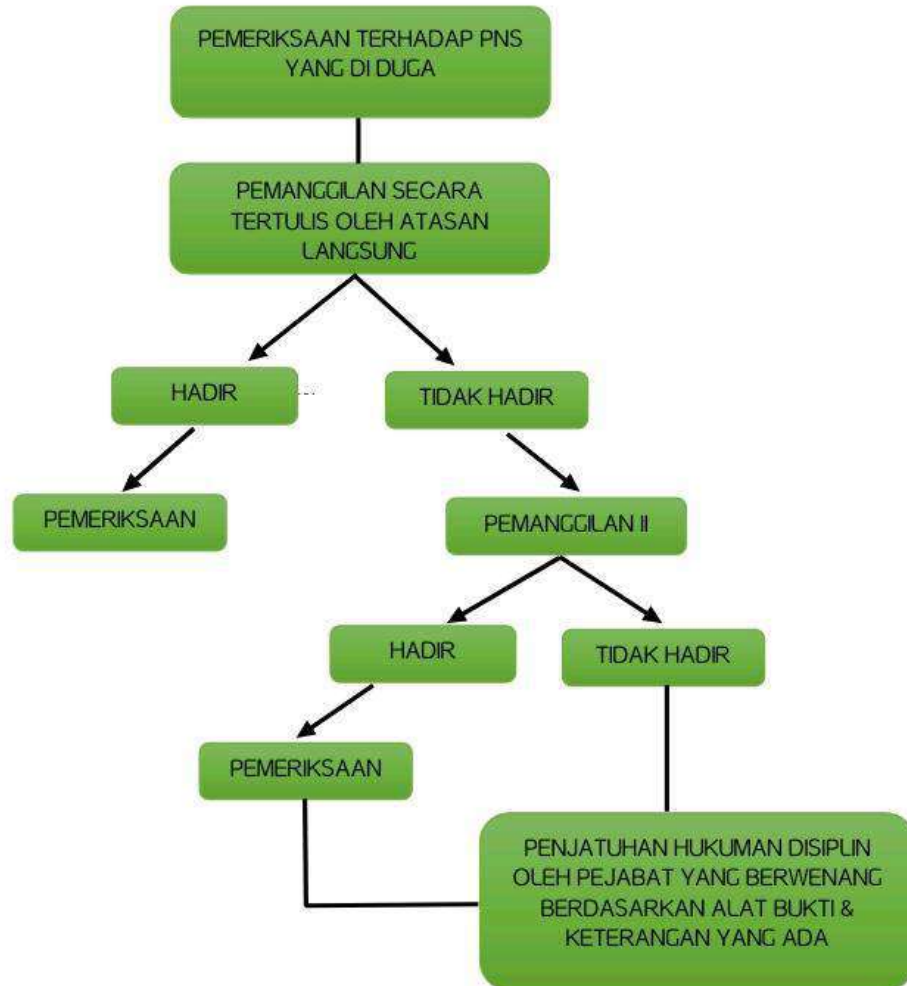 PEMERIKSAAN TERHADAP PNS
YANG DI DUGA
PEMANGGILAN SECARA
TERTULIS OLEH ATASAN
LANGSUNG
HADIR
TIDAK HADIR
PEMERIKSAAN
PEMANGGILAN II
HADIR
TIDAK HADIR
PEMERIKSAAN
PENJATUHAN HUKUMAN DISIPLIN
OLEH PEJABAT YANG BERWENANG
BERDASARKAN ALAT BUKTI &
KETERANGAN YANG ADA